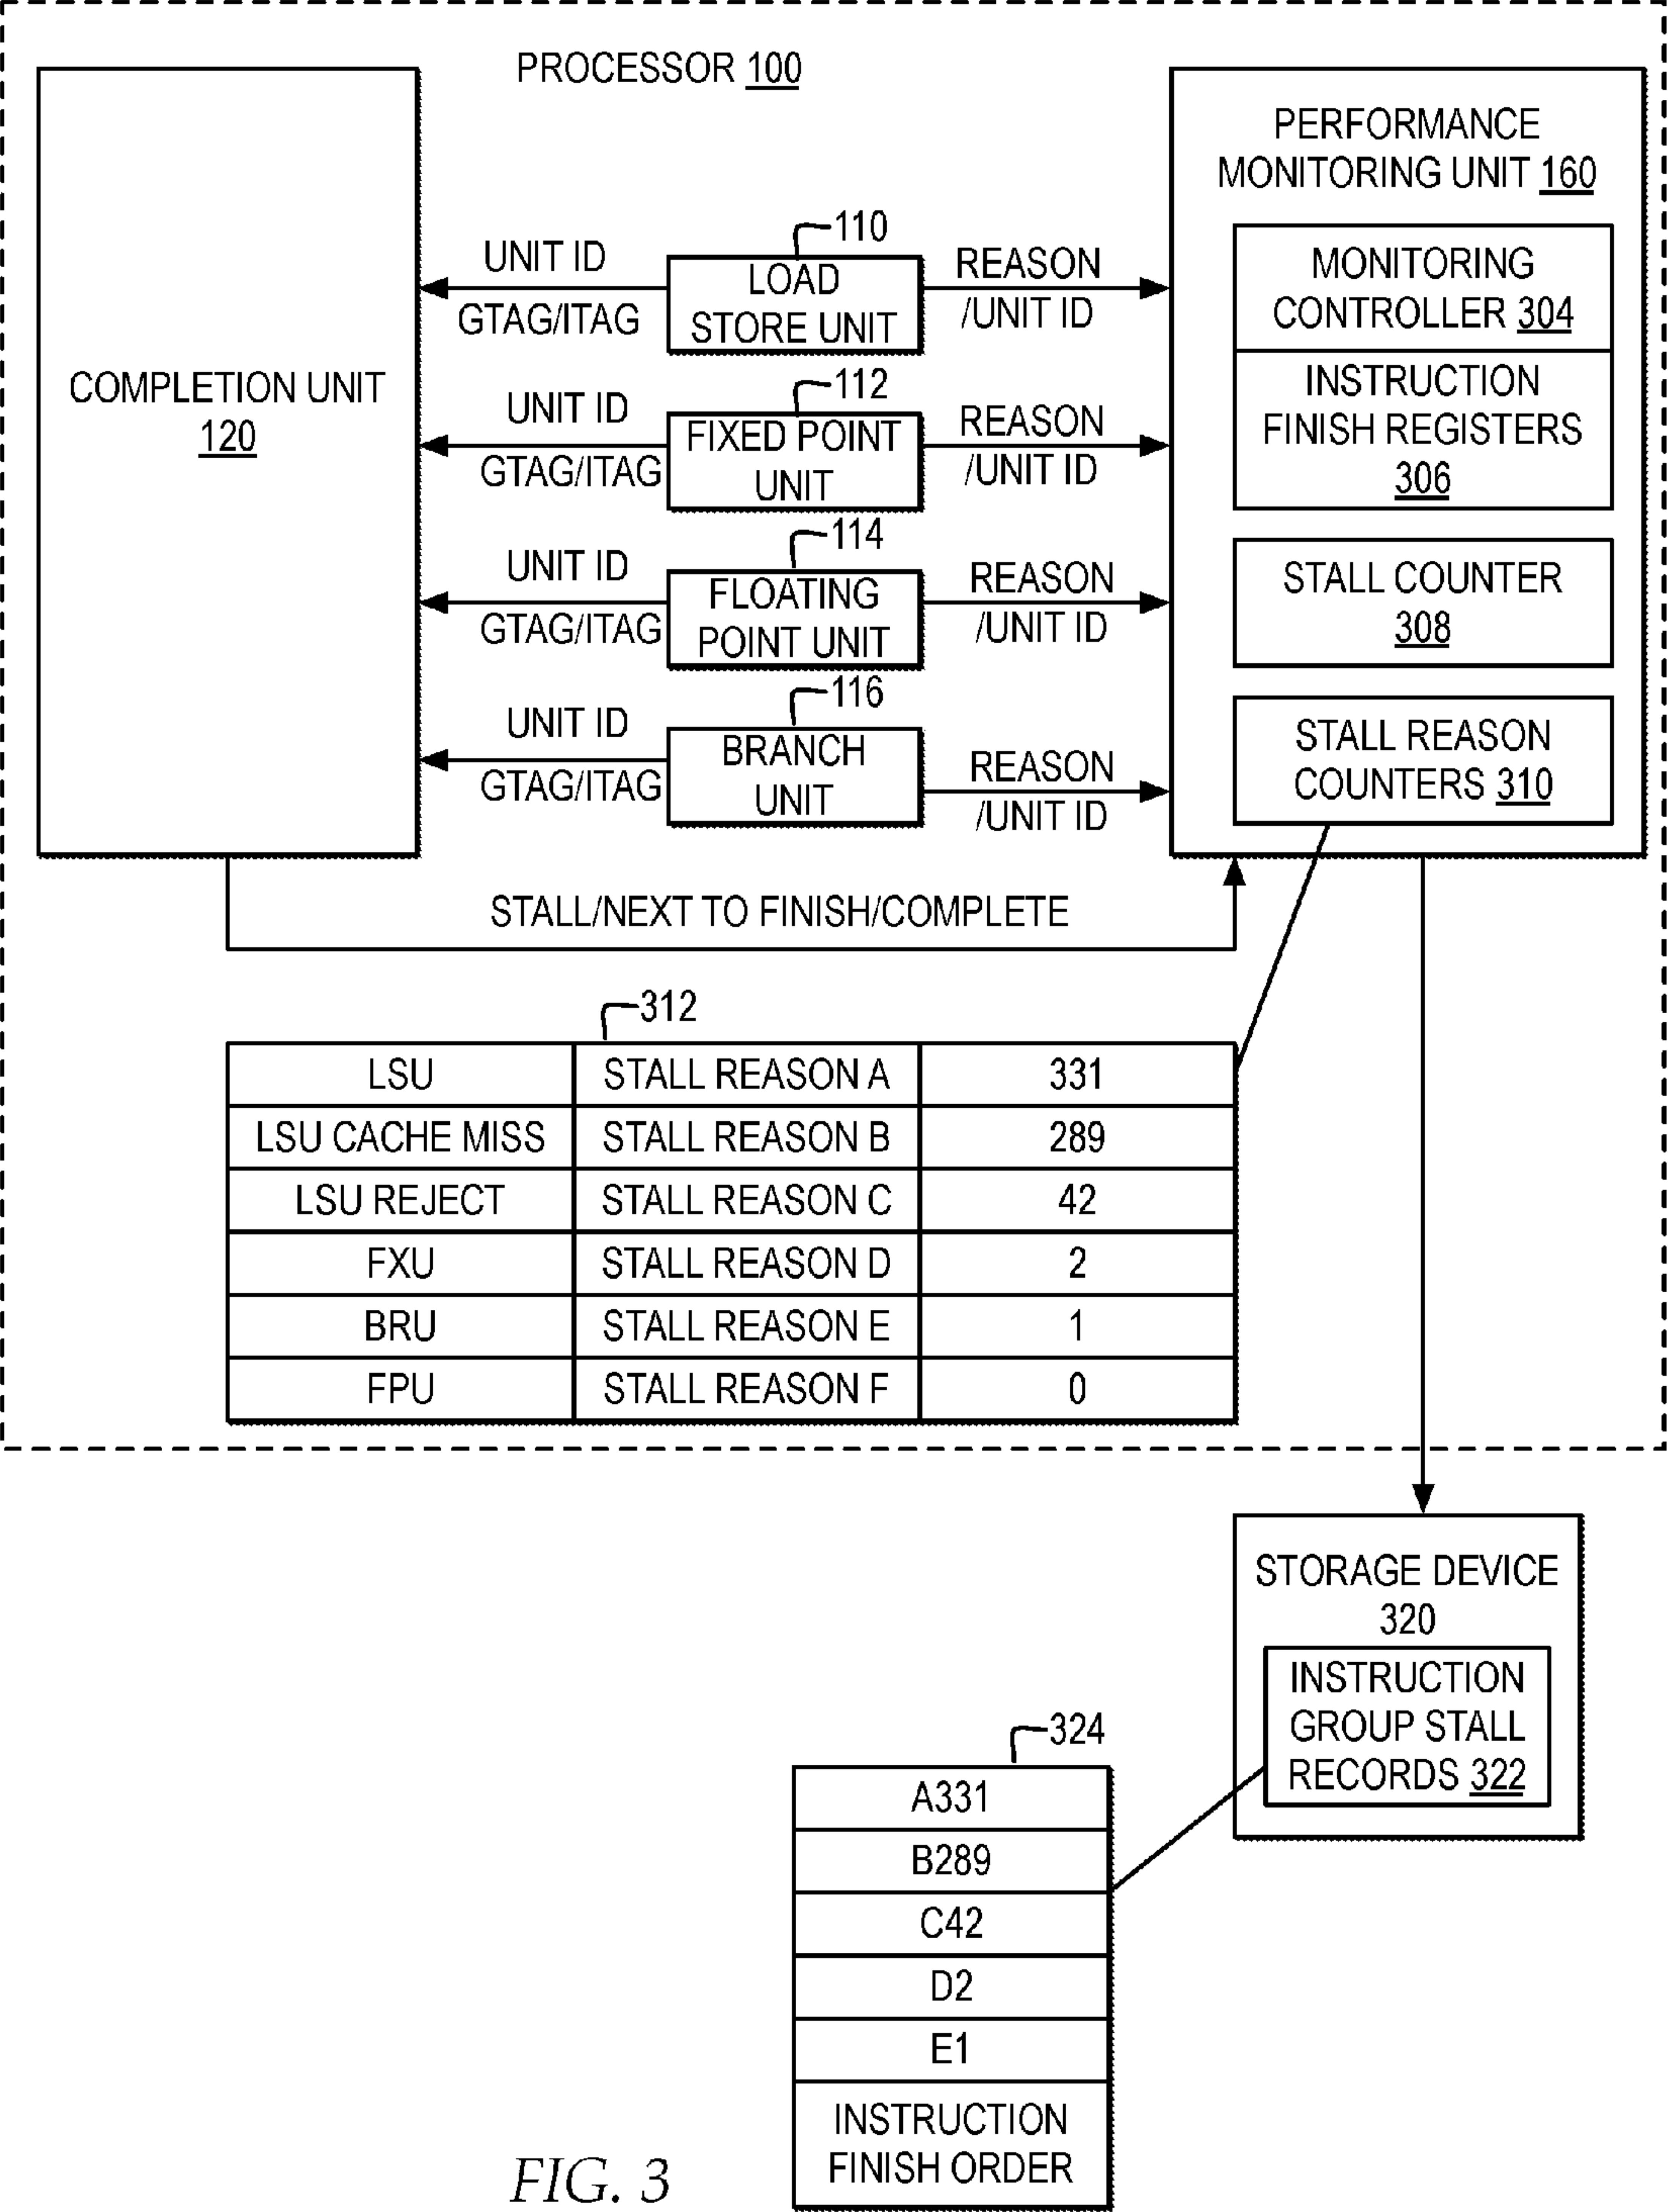 PROCESSOR 100
COMPLETION UNIT
120
UNIT ID
GTAG/ITAG
110
LOAD
STORE UNIT
REASON
/UNIT ID
UNIT ID
GTAG/ITAG
112
FIXED POINT
UNIT
REASON
/UNIT ID
UNIT ID
GTAG/ITAG
114
FLOATING
POINT UNIT
REASON
/UNIT ID
UNIT ID
GTAG/ITAG
116
BRANCH
UNIT
REASON
/UNIT ID
PERFORMANCE
MONITORING UNIT 160
MONITORING
CONTROLLER 304
INSTRUCTION
FINISH REGISTERS
306
STALL COUNTER
308
STALL REASON
COUNTERS 310
STALL/NEXT TO FINISH/COMPLETE
312
LSU STALL REASON A 331
LSU CACHE MISS STALL REASON B 289
LSU REJECT STALL REASON C 42
FXU STALL REASON D 2
BRU STALL REASON E 1
FPU STALL REASON F 0
STORAGE DEVICE
320
INSTRUCTION
GROUP STALL
RECORDS 322
324
A331
B289
C42
D2
E1
INSTRUCTION
FINISH ORDER
FIG. 3